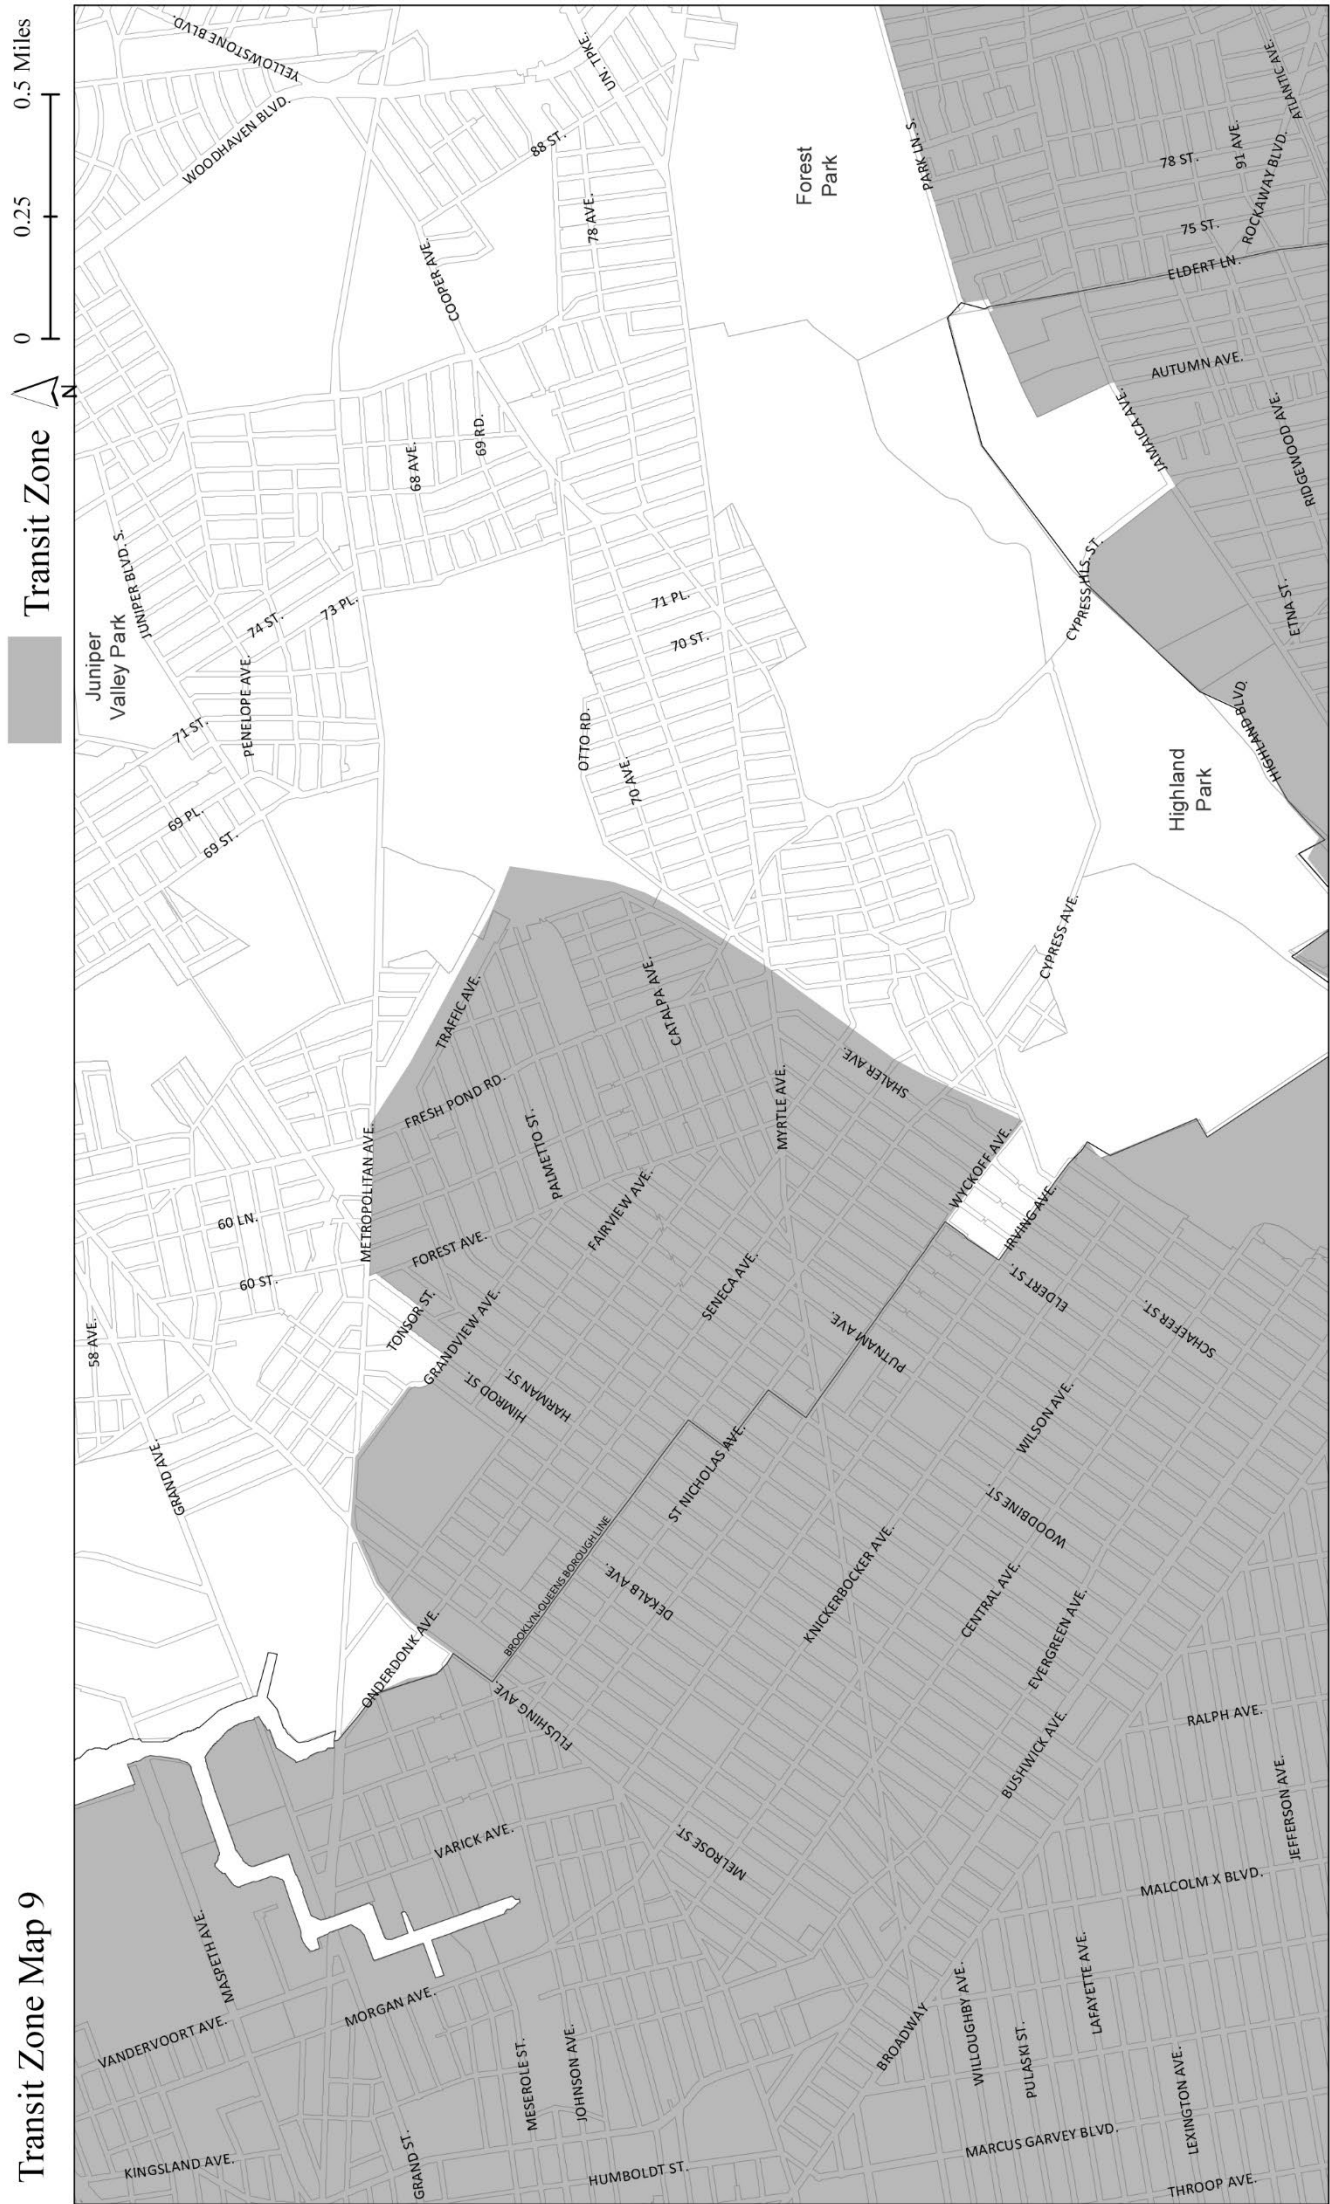 Transit Zone Map 9
Transit Zone
N
0
0.25
0.5 Miles
KINGSLAND AVE.
VANDERVOORT AVE.
MASPETH AVE.
GRAND AVE.
58 AVE.
60 ST.
60 LN.
69 ST.
69 PL.
71 ST.
Juniper
Valley Park
JUNIPER BLVD. S.
PENELOPE AVE.
74 ST.
73 PL.
WOODHAVEN BLVD.
YELLOWSTONE BLVD
GRAND ST.
MORGAN AVE.
VARICK AVE.
ONDERDONK AVE.
TONSOR ST.
METROPOLITAN AVE.
FOREST AVE.
FRESH POND RD.
TRAFFIC AVE.
68 AVE.
69 RD.
COOPER AVE.
88 ST.
UN. TPKE.
78 AVE.
MESEROLE ST.
JOHNSON AVE.
HUMBOLDT ST.
FLUSHING AVE
BROOKLYN-QUEENS BOROUGH LINE
GRANDVIEW AVE.
HIMROD ST.
HARMAN ST.
PALMETTO ST.
FAIRVIEW AVE.
CATALPA AVE.
OTTO RD.
70 AVE.
70 ST.
71 PL.
MELROSE ST.
DEKALB AVE.
ST NICHOLAS AVE.
SENECA AVE.
MYRTLE AVE.
PUTNAM AVE.
SHALER AVE.
Forest
Park
PARK LN. S.
BROADWAY
KNICKERBOCKER AVE.
WYCKOFF AVE.
IRVING AVE.
ELDERT ST.
CYPRESS AVE.
CYPRESS HLS. ST.
JAMAICA AVE.
WILLOUGHBY AVE.
PULASKI ST.
LAFAYETTE AVE.
BUSHWICK AVE.
EVERGREEN AVE.
CENTRAL AVE.
WOODBINE ST.
WILSON AVE.
SCHAEFER ST.
Highland
Park
HIGHLAND BLVD.
ETNA ST.
RIDGEWOOD AVE.
AUTUMN AVE.
ELDERT LN.
75 ST.
78 ST.
91 AVE.
ROCKAWAY BLVD.
ATLANTIC AVE.
MARCUS GARVEY BLVD.
LEXINGTON AVE.
THROOP AVE.
MALCOLM X BLVD.
RALPH AVE.
JEFFERSON AVE.